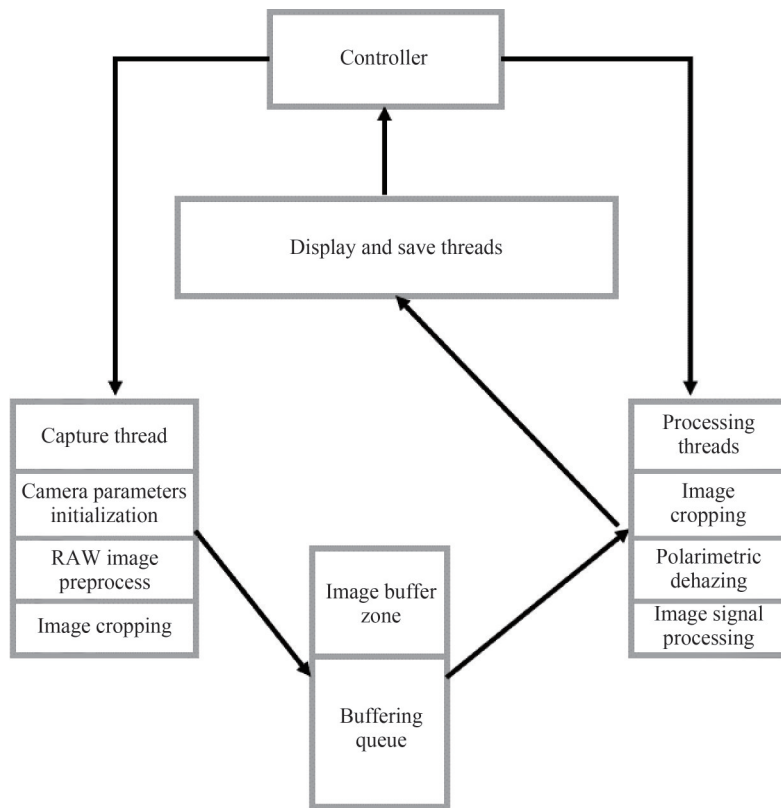 Controller
Display and save threads
Capture thread
Camera parameters
initialization
RAW image
preprocess
Image cropping
Image buffer
zone
Buffering
queue
Processing
threads
Image
cropping
Polarimetric
dehazing
Image signal
processing